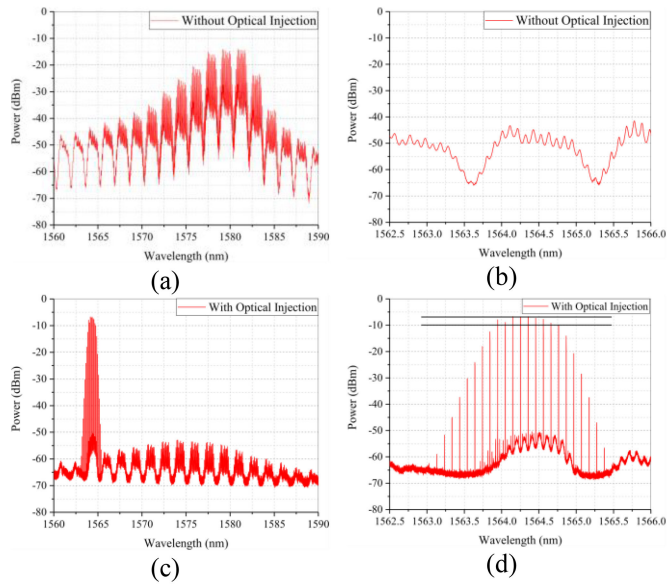 Without Optical Injection
Power (dBm)
0
-10
-20
-30
-40
-50
-60
-70
-80
1560 1565 1570 1575 1580 1585 1590
Wavelength (nm)
(a)
Without Optical Injection
Power (dBm)
0
-10
-20
-30
-40
-50
-60
-70
-80
1562.5 1563.0 1563.5 1564.0 1564.5 1565.0 1565.5 1566.0
Wavelength (nm)
(b)
With Optical Injection
Power (dBm)
0
-10
-20
-30
-40
-50
-60
-70
-80
1560 1565 1570 1575 1580 1585 1590
Wavelength (nm)
(c)
With Optical Injection
Power (dBm)
0
-10
-20
-30
-40
-50
-60
-70
-80
1562.5 1563.0 1563.5 1564.0 1564.5 1565.0 1565.5 1566.0
Wavelength (nm)
(d)